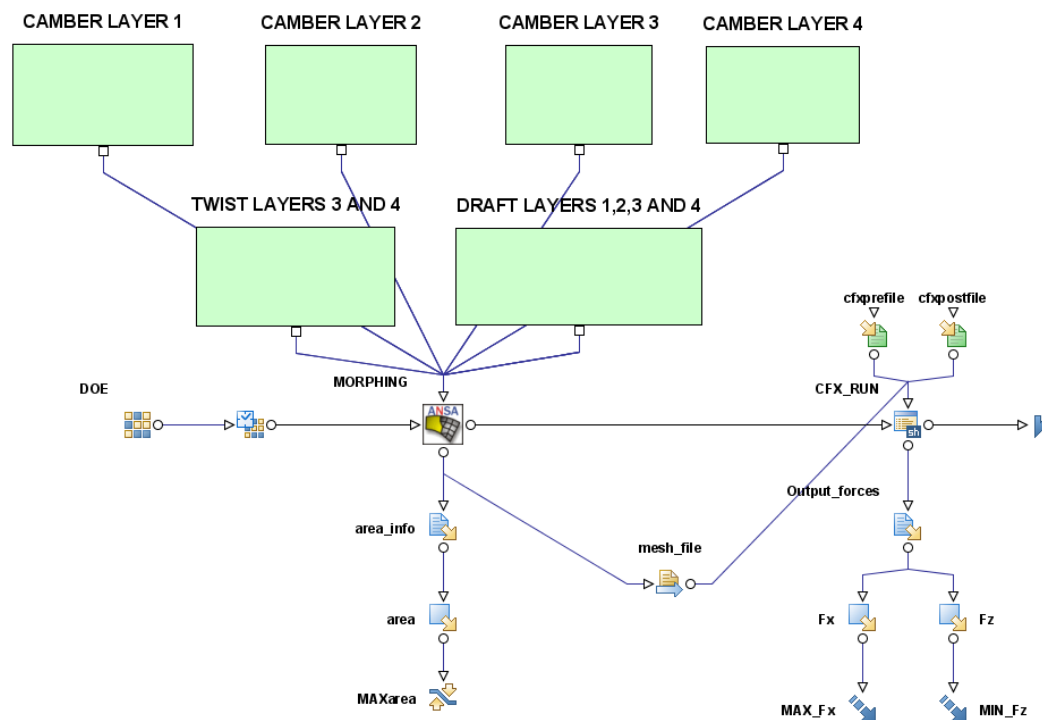 CAMBER LAYER 1
CAMBER LAYER 2
CAMBER LAYER 3
CAMBER LAYER 4
TWIST LAYERS 3 AND 4
DRAFT LAYERS 1,2,3 AND 4
cfxprefile
cfxpostfile
DOE
MORPHING
CFX_RUN
ANSA
sh
Output_forces
area_info
mesh_file
area
Fx
Fz
MAXarea
MAX_Fx
MIN_Fz